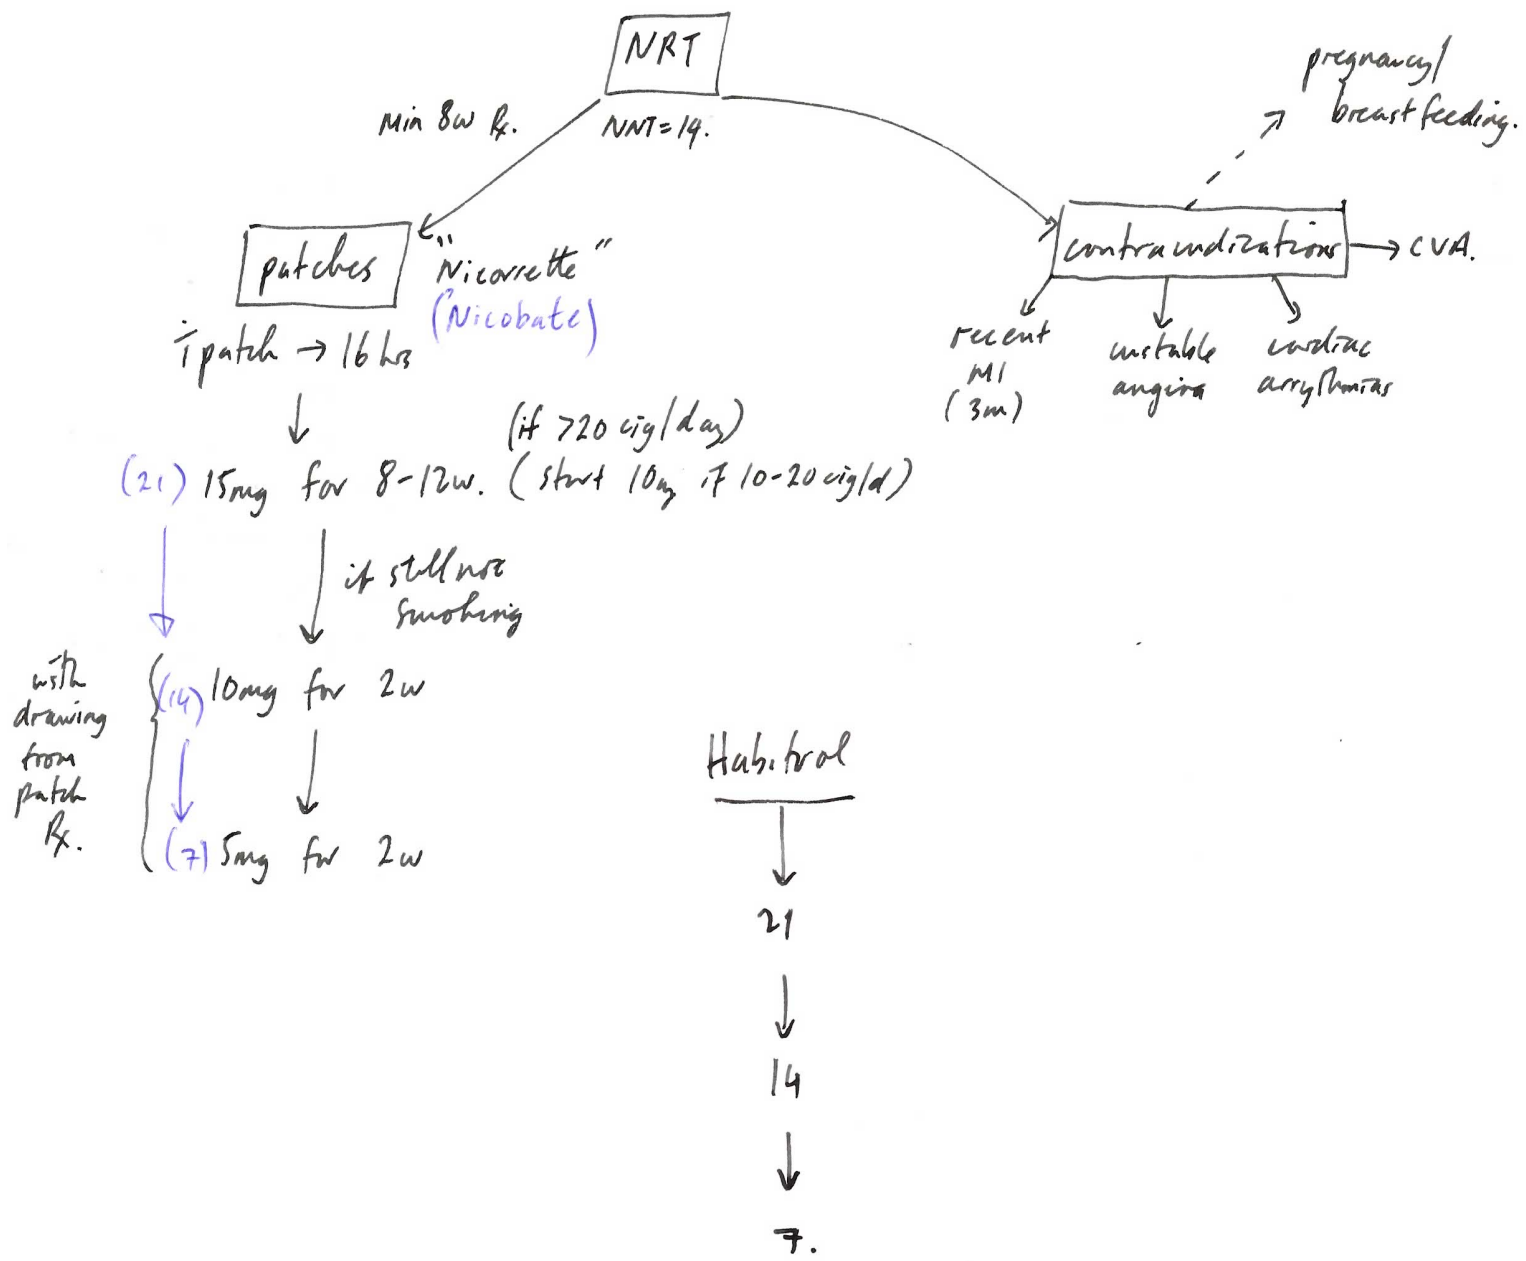 NRT
Min 8w Rx.
NNT=14.
pregnancy/
breastfeeding.
patches
"Nicorrette"
(Nicobate)
contraindizations
CVA.
i patch → 16 hrs
recent
MI
(3m)
unstable
angina
cardiac
arrythmias
(if >20 cig/day)
(21) 15mg for 8-12w. (start 10mg if 10-20 cig/d)
if still not
smoking
with
drawing
from
patch
Rx.
(14) 10mg for 2w
(7) 5mg for 2w
Habitrol
21
14
7.